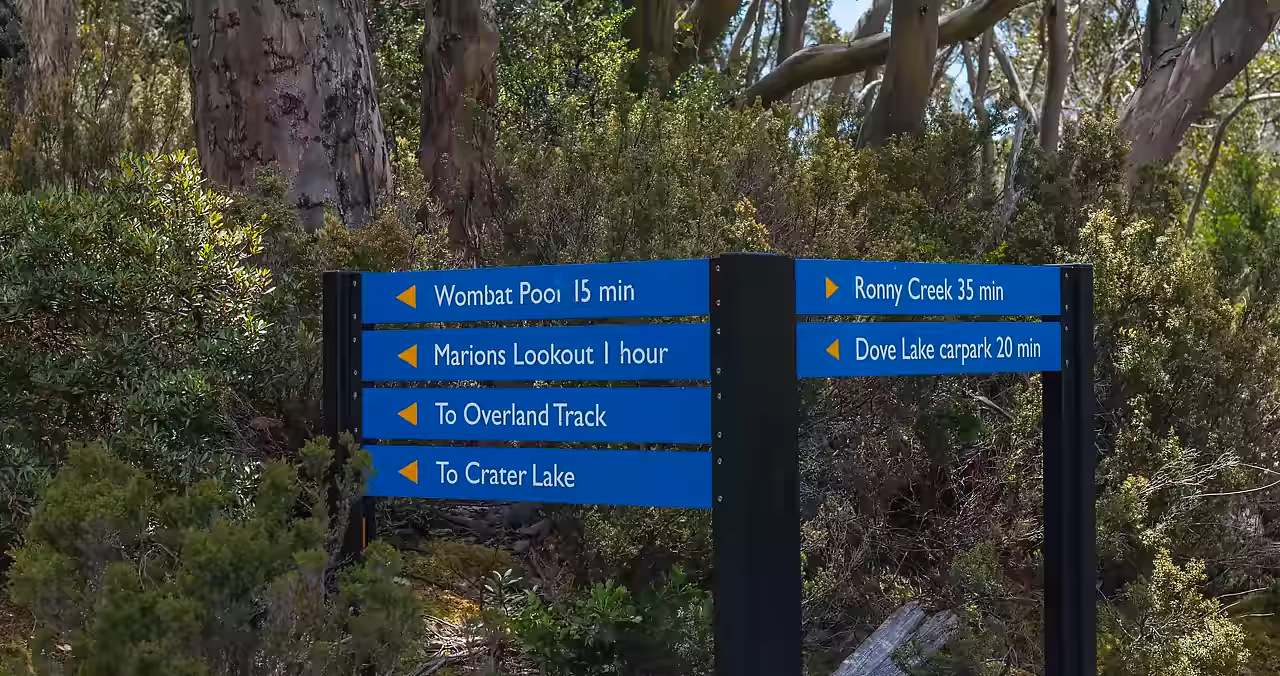 Wombat Pool 15 min
Marions Lookout 1 hour
To Overland Track
To Crater Lake
Ronny Creek 35 min
Dove Lake carpark 20 min